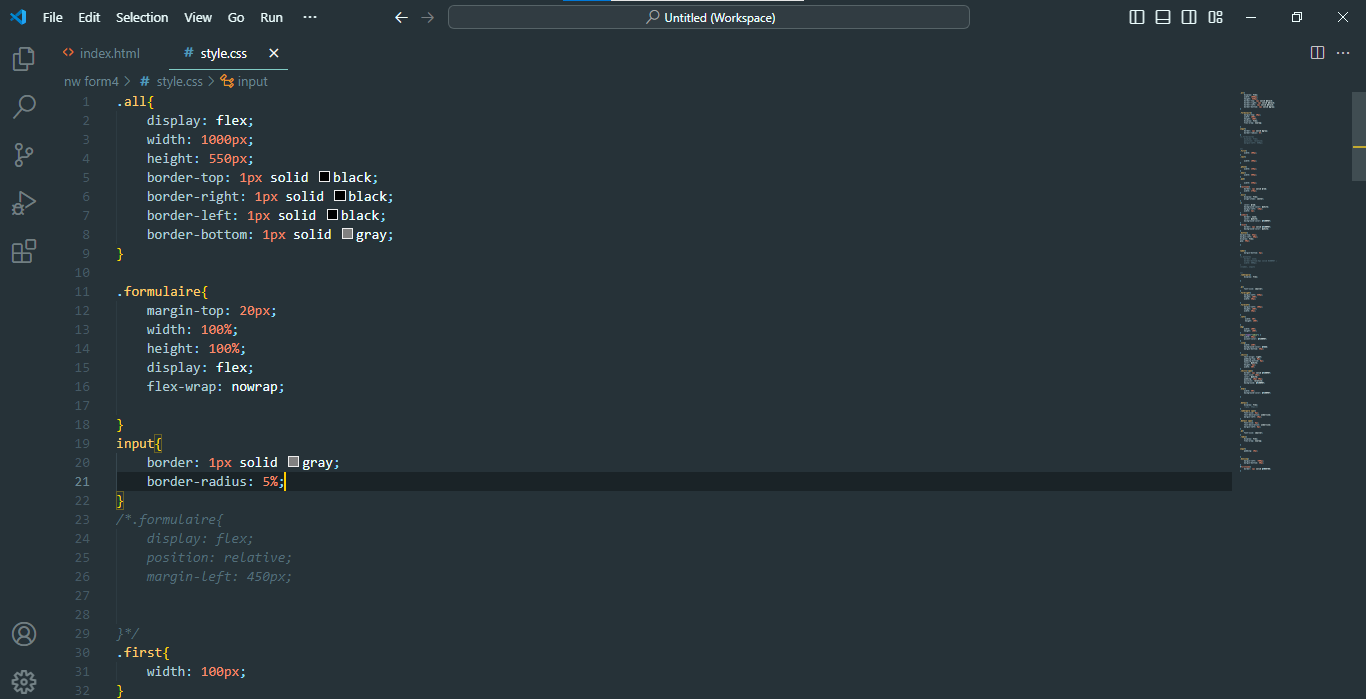 File Edit Selection View Go Run ··· Untitled (Workspace)
index.html # style.css
nw form4 > # style.css > input
1 .all{
2 display: flex;
3 width: 1000px;
4 height: 550px;
5 border-top: 1px solid black;
6 border-right: 1px solid black;
7 border-left: 1px solid black;
8 border-bottom: 1px solid gray;
9 }
10
11 .formulaire{
12 margin-top: 20px;
13 width: 100%;
14 height: 100%;
15 display: flex;
16 flex-wrap: nowrap;
17
18 }
19 input{
20 border: 1px solid gray;
21 border-radius: 5%;
22 }
23 /*.formulaire{
24 display: flex;
25 position: relative;
26 margin-left: 450px;
27
28
29 }*/
30 .first{
31 width: 100px;
32 }